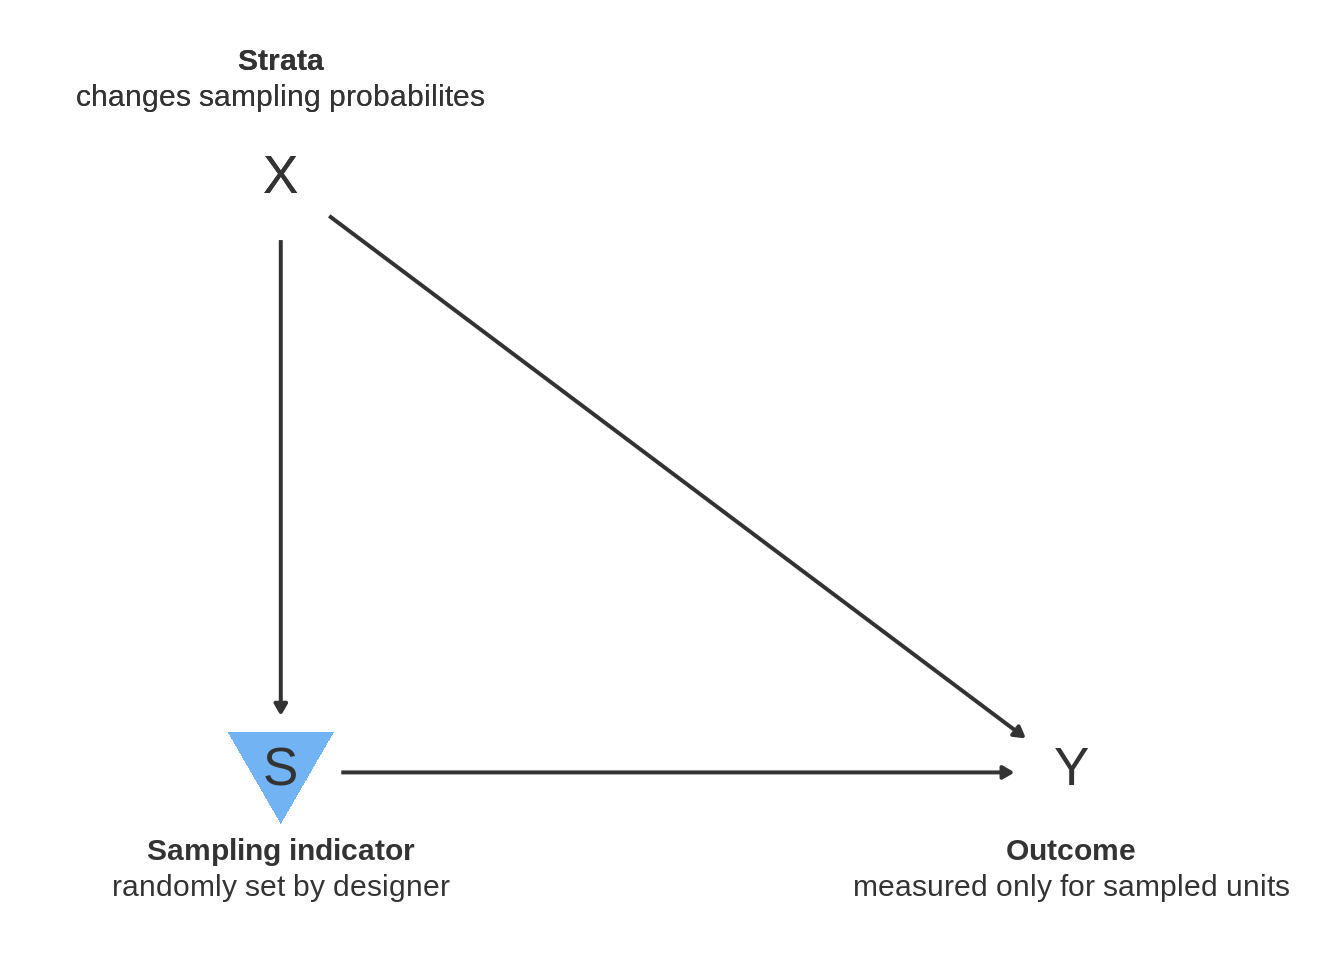 Strata
changes sampling probabilites
X
S
Y
Sampling indicator
randomly set by designer
Outcome
measured only for sampled units